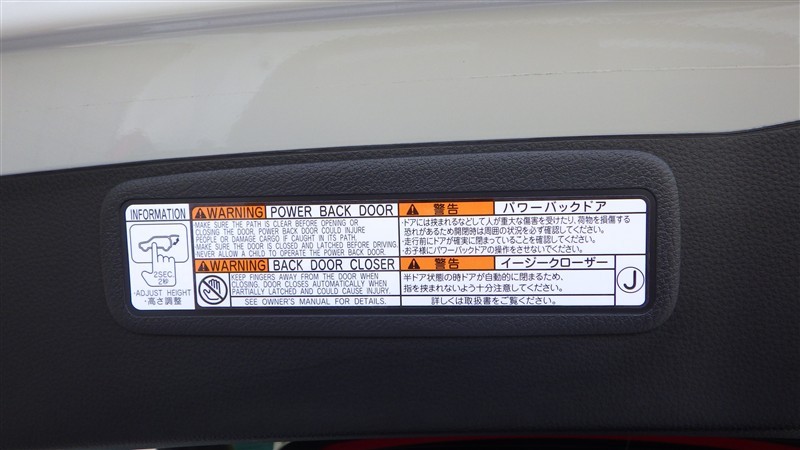 INFORMATION
2SEC.
2秒
・ADJUST HEIGHT
・高さ調整
WARNING POWER BACK DOOR
MAKE SURE THE PATH IS CLEAR BEFORE OPENING OR
CLOSING THE DOOR. POWER BACK DOOR COULD INJURE
PEOPLE OR DAMAGE CARGO IF CAUGHT IN ITS PATH.
MAKE SURE THE DOOR IS CLOSED AND LATCHED BEFORE DRIVING.
NEVER ALLOW A CHILD TO OPERATE THE POWER BACK DOOR.
WARNING BACK DOOR CLOSER
KEEP FINGERS AWAY FROM THE DOOR WHEN
CLOSING. DOOR CLOSES AUTOMATICALLY WHEN
PARTIALLY LATCHED AND COULD CAUSE INJURY.
SEE OWNER'S MANUAL FOR DETAILS.
警告 パワーバックドア
・ドアには挟まれるなどして人が重大な傷害を受けたり、荷物を損傷する
恐れがあるため開閉時は周囲の状況を必ず確認してください。
・走行前にドアが確実に閉まっていることを確認してください。
・お子様にパワーバックドアの操作をさせないでください。
警告 イージークローザー
半ドア状態の時ドアが自動的に閉まるため、
指を挟まれないよう十分注意してください。
詳しくは取扱書をご覧ください。
J